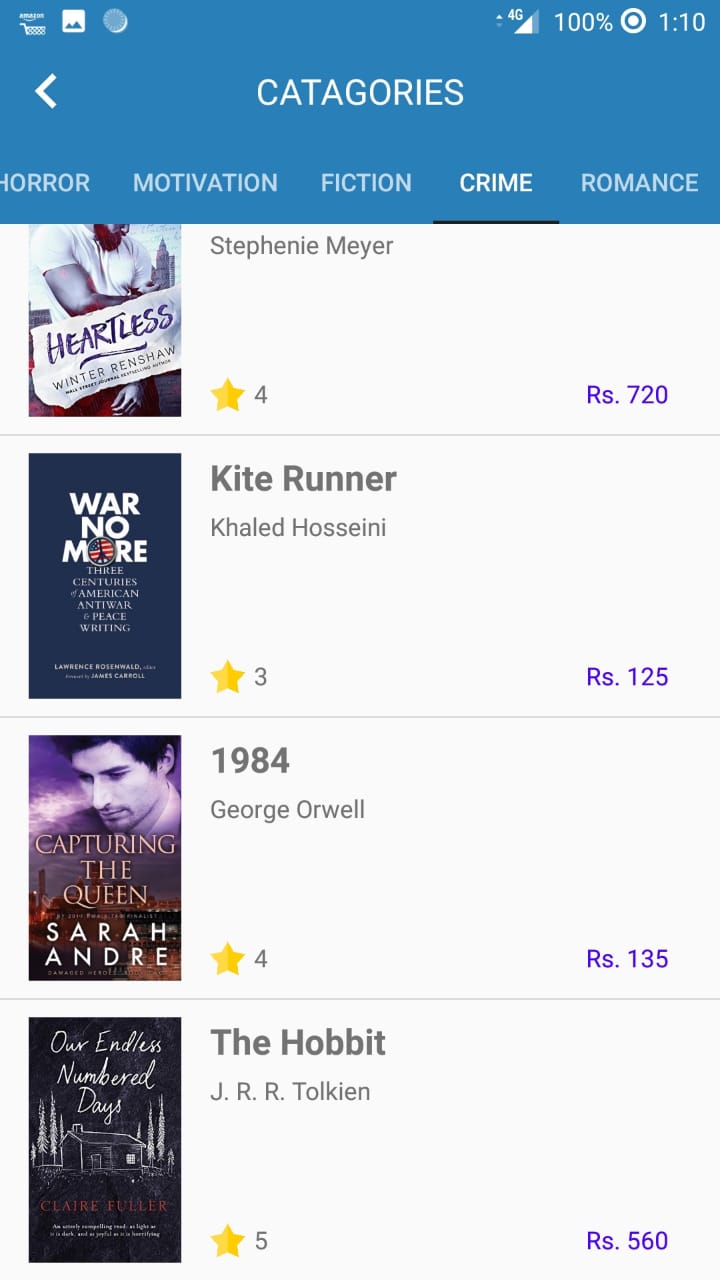 amazon
4G
100%
1:10
CATAGORIES
HORROR
MOTIVATION
FICTION
CRIME
ROMANCE
Stephenie Meyer
HEARTLESS
WINTER RENSHAW
WALL STREET JOURNAL BESTSELLING AUTHOR
4
Rs. 720
Kite Runner
Khaled Hosseini
WAR
NO
MORE
THREE
CENTURIES
of AMERICAN
ANTIWAR
& PEACE
WRITING
LAWRENCE ROSENWALD, editor
Foreword by JAMES CARROLL
3
Rs. 125
1984
George Orwell
CAPTURING
THE
QUEEN
FINALIST
SARAH
ANDRE
DAMAGED HEROES
4
Rs. 135
The Hobbit
J. R. R. Tolkien
Our Endless
Numbered
Days
CLAIRE FULLER
An utterly compelling read: as light as
it is dark, and as joyful as it is horrifying
5
Rs. 560